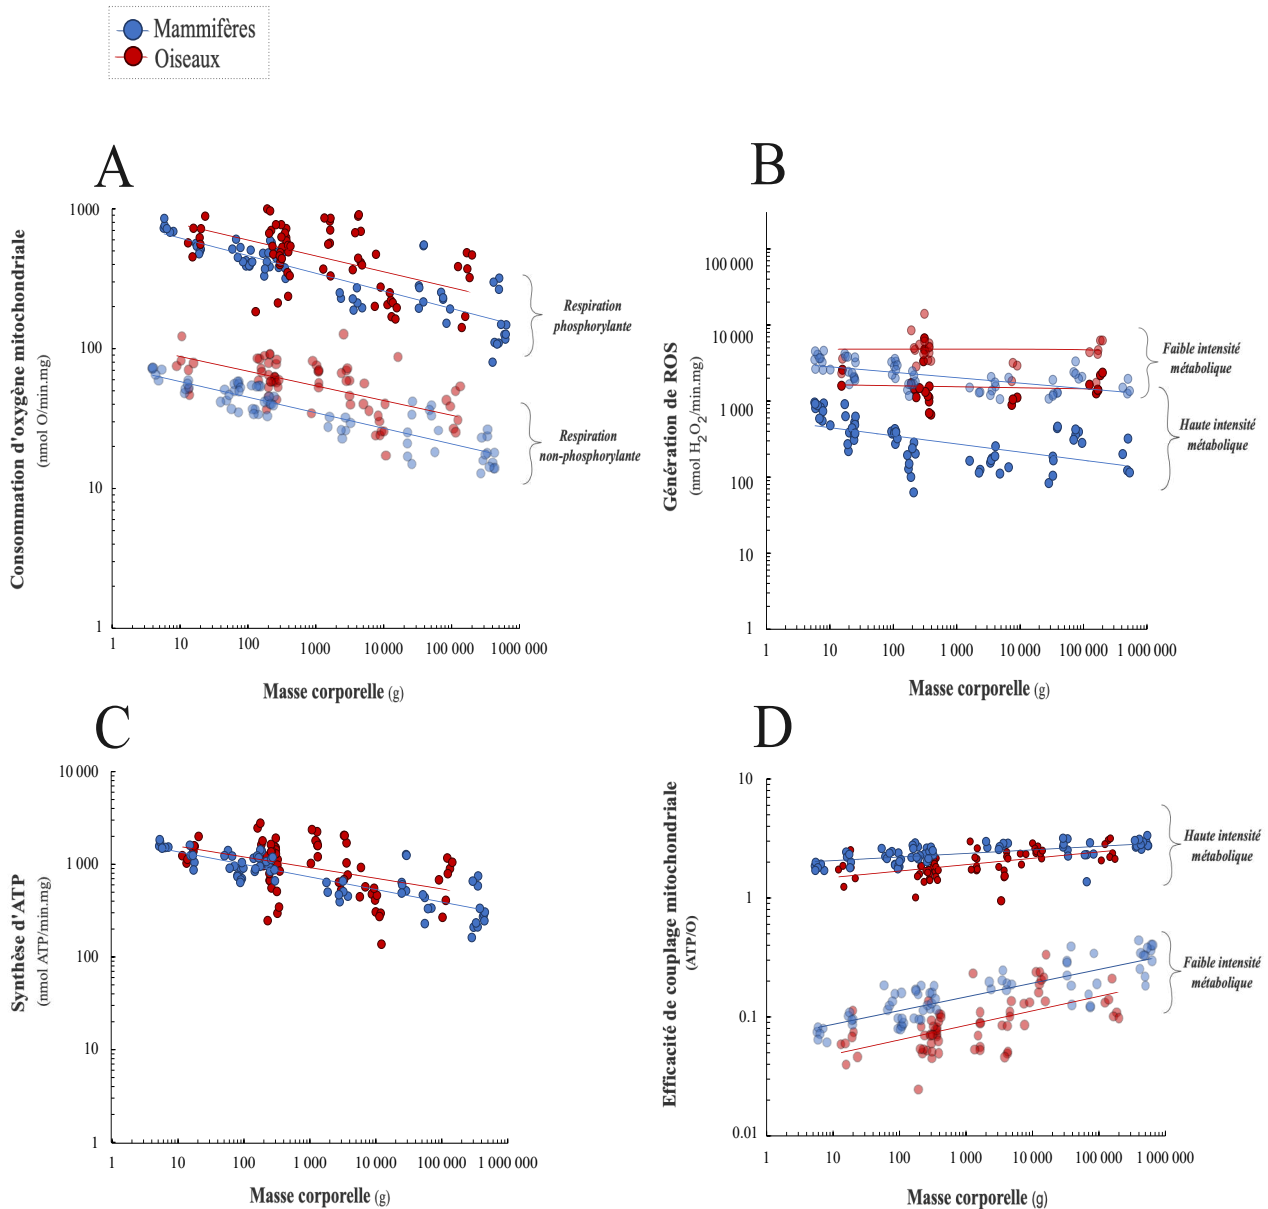 Mammifères
Oiseaux
A
Consommation d'oxygène mitochondriale
(nmol O/min.mg)
1000
100
10
1
1
10
100
1 000
10 000
100 000
1 000 000
Masse corporelle (g)
Respiration
phosphorylante
Respiration
non-phosphorylante
B
Génération de ROS
(nmol H2O2/min.mg)
100 000
10 000
1 000
100
10
1
1
10
100
1 000
10 000
100 000
1 000 000
Masse corporelle (g)
Faible intensité
métabolique
Haute intensité
métabolique
C
Synthèse d'ATP
(nmol ATP/min.mg)
10 000
1 000
100
10
1
1
10
100
1 000
10 000
100 000
1 000 000
Masse corporelle (g)
D
Efficacité de couplage mitochondriale
(ATP/O)
10
1
0.1
0.01
1
10
100
1 000
10 000
100 000
1 000 000
Masse corporelle (g)
Haute intensité
métabolique
Faible intensité
métabolique